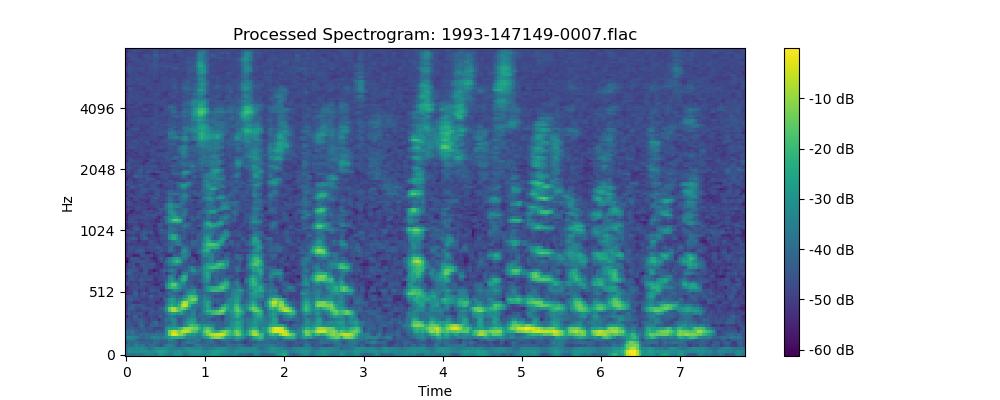 Processed Spectrogram: 1993-147149-0007.flac
Hz
4096
2048
1024
512
0
0 1 2 3 4 5 6 7
Time
-10 dB
-20 dB
-30 dB
-40 dB
-50 dB
-60 dB